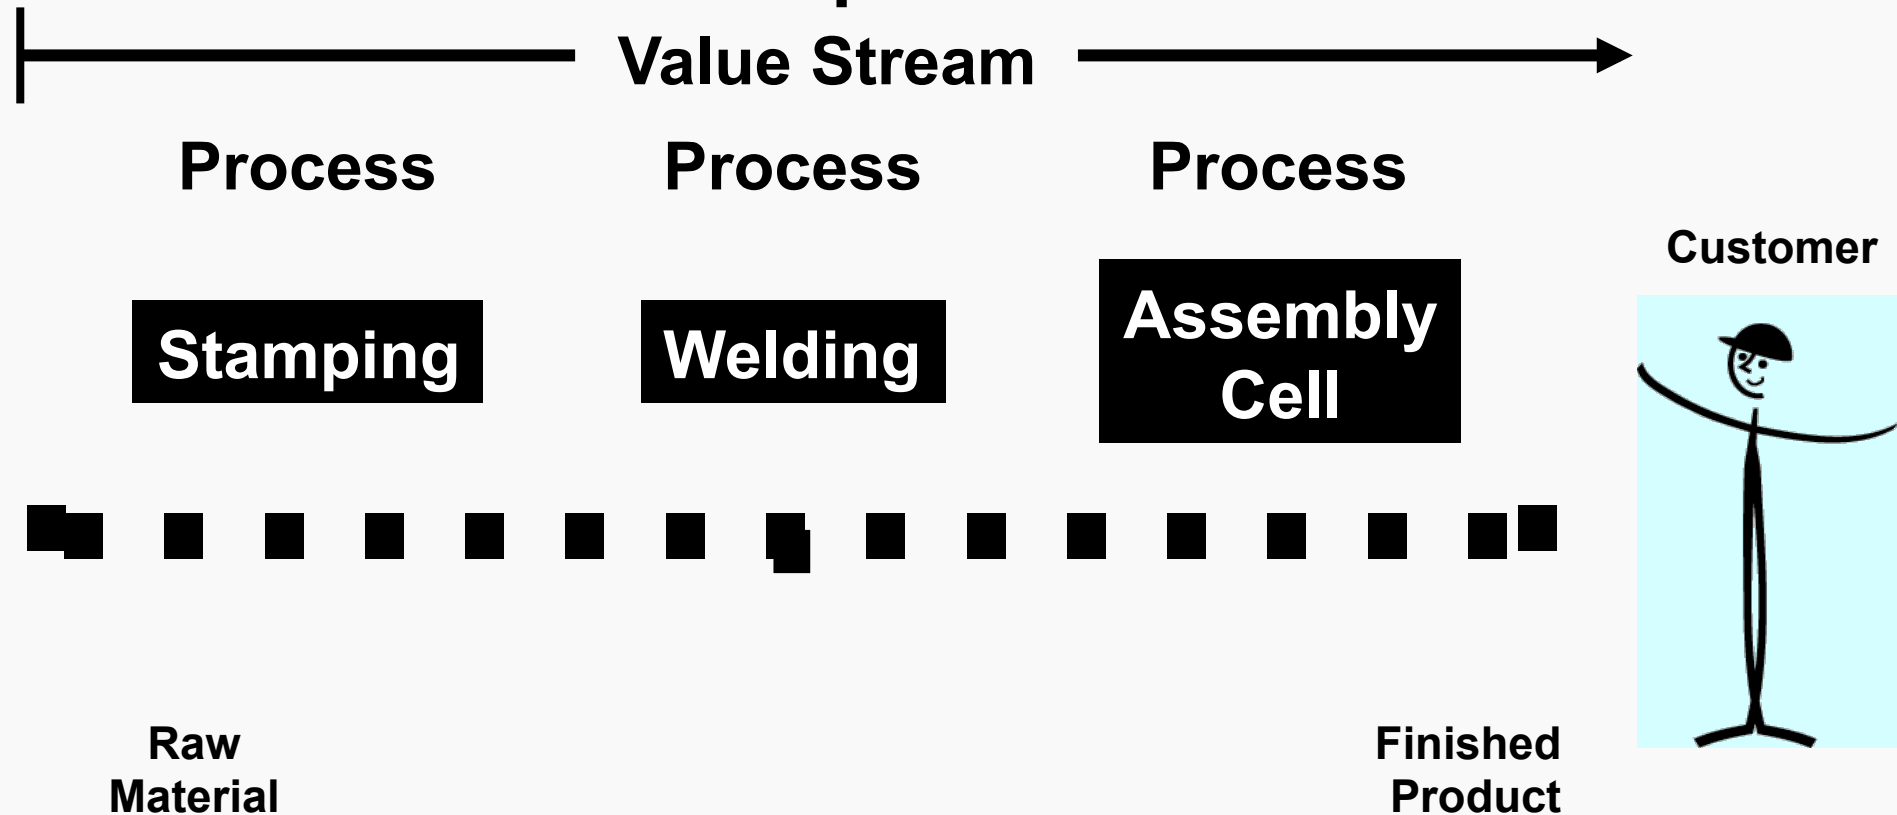 Value Stream
Process Process Process
Customer
Stamping
Welding
Assembly
Cell
Raw
Material
Finished
Product